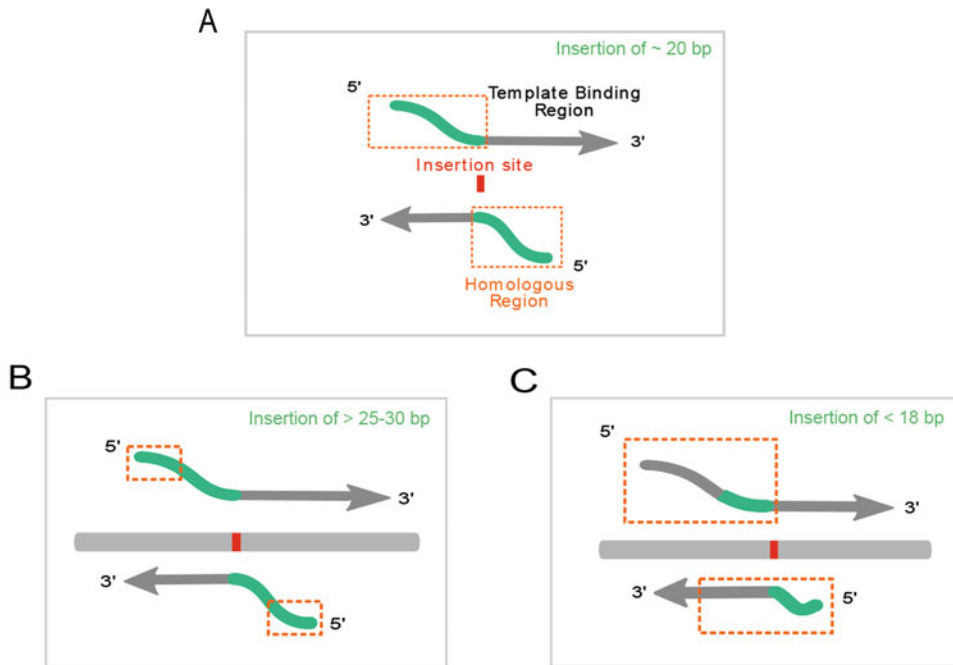 A
Insertion of ~ 20 bp
5'
Template Binding
Region
3'
Insertion site
3'
5'
Homologous
Region
B
Insertion of > 25-30 bp
5'
3'
3'
5'
C
Insertion of < 18 bp
5'
3'
3'
5'